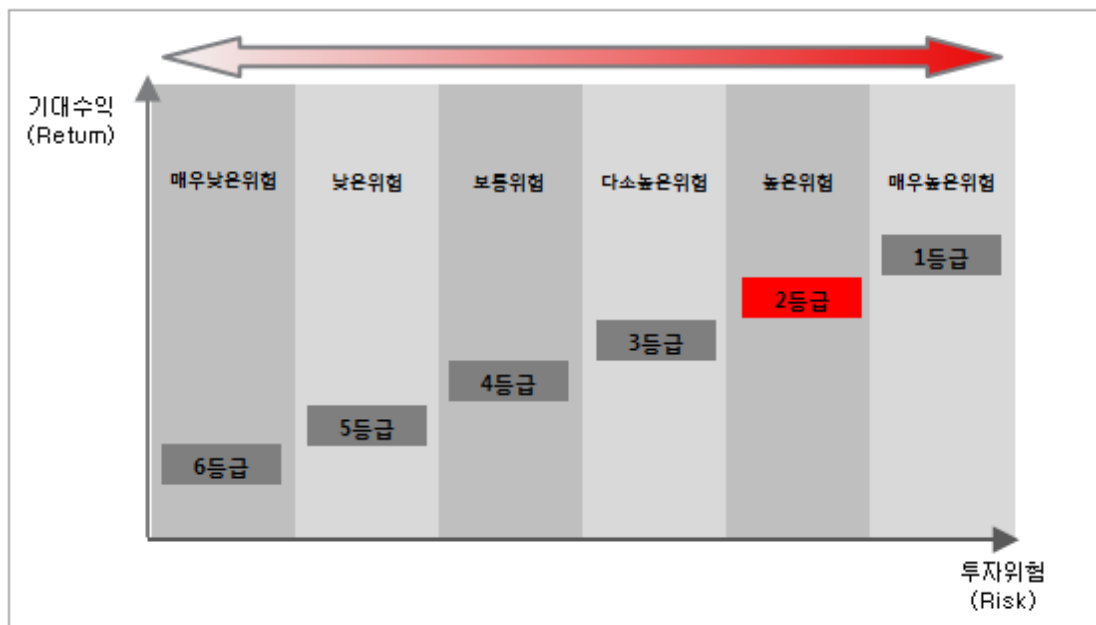 기대수익
(Retum)
매우낮은위험 낮은위험 보통위험 다소높은위험 높은위험 매우높은위험
1등급
2등급
3등급
4등급
5등급
6등급
투자위험
(Risk)